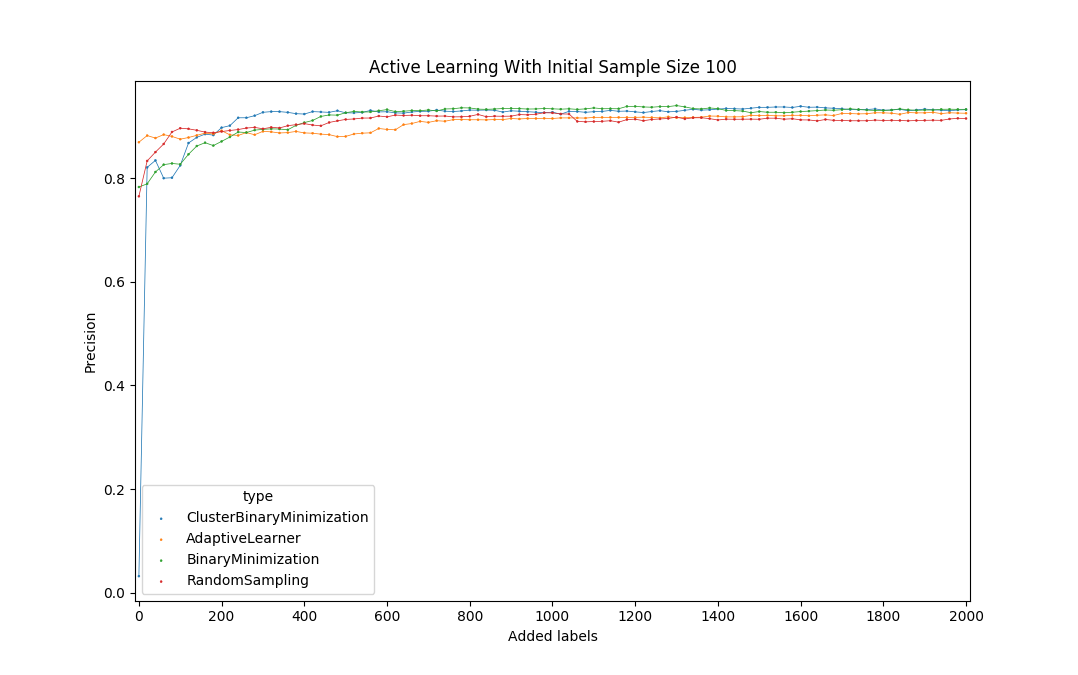 Active Learning With Initial Sample Size 100
Precision
0.8
0.6
0.4
0.2
0.0
type
ClusterBinaryMinimization
AdaptiveLearner
BinaryMinimization
RandomSampling
0 200 400 600 800 1000 1200 1400 1600 1800 2000
Added labels